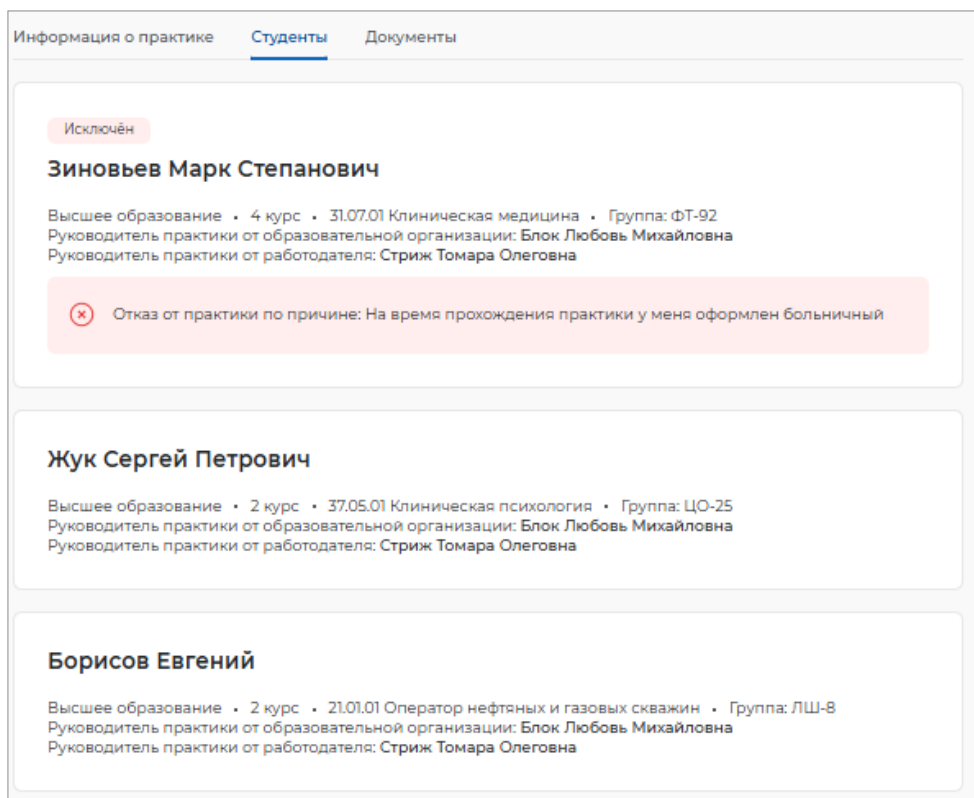 Информация о практике Студенты Документы
Исключён
Зиновьев Марк Степанович
Высшее образование • 4 курс • 31.07.01 Клиническая медицина • Группа: ФТ-92
Руководитель практики от образовательной организации: Блок Любовь Михайловна
Руководитель практики от работодателя: Стриж Томара Олеговна
Отказ от практики по причине: На время прохождения практики у меня оформлен больничный
Жук Сергей Петрович
Высшее образование • 2 курс • 37.05.01 Клиническая психология • Группа: ЦО-25
Руководитель практики от образовательной организации: Блок Любовь Михайловна
Руководитель практики от работодателя: Стриж Томара Олеговна
Борисов Евгений
Высшее образование • 2 курс • 21.01.01 Оператор нефтяных и газовых скважин • Группа: ЛШ-8
Руководитель практики от образовательной организации: Блок Любовь Михайловна
Руководитель практики от работодателя: Стриж Томара Олеговна